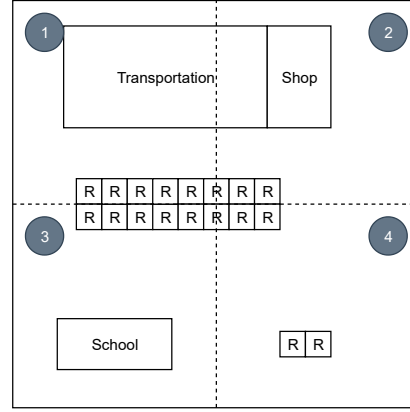 1
2
Transportation
Shop
R R R R R R R R
R R R R R R R R
3
4
School
R R